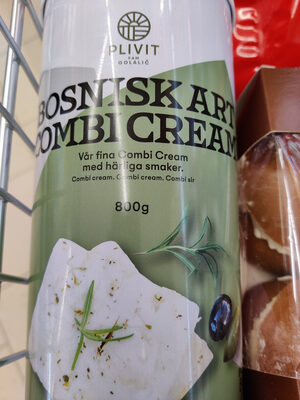 PLIVIT
FAM
GOLALIĆ
BOSNISK ART
COMBI CREAM
Vår fina Combi Cream
med härliga smaker.
Combi cream. Combi cream. Combi sir
800g